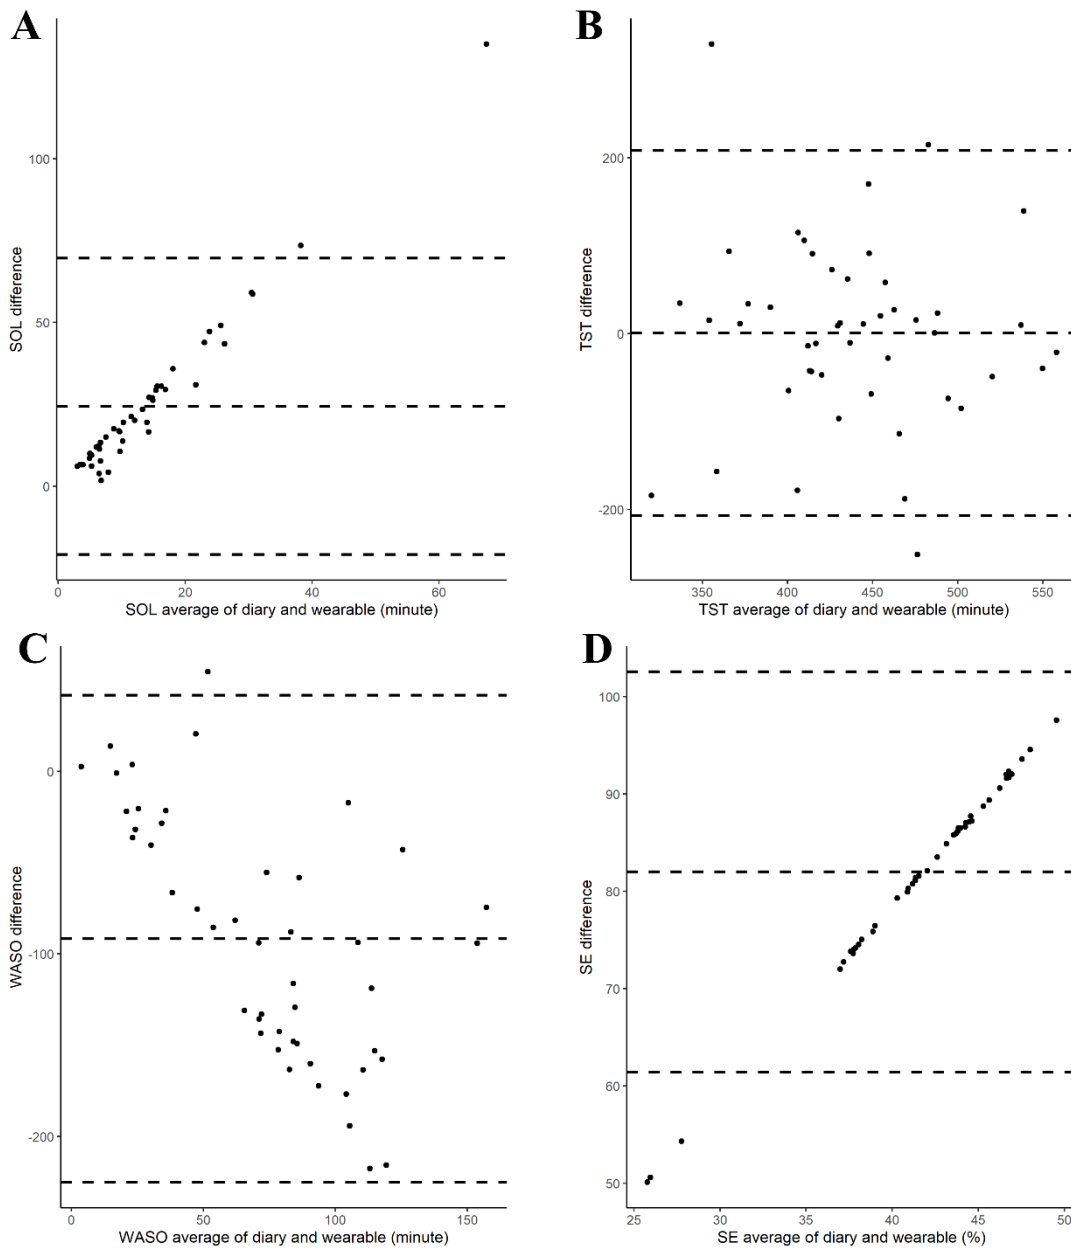 A
SOL difference
100
50
0
0 20 40 60
SOL average of diary and wearable (minute)
B
TST difference
200
0
-200
350 400 450 500 550
TST average of diary and wearable (minute)
C
WASO difference
0
-100
-200
0 50 100 150
WASO average of diary and wearable (minute)
D
SE difference
100
90
80
70
60
50
25 30 35 40 45 50
SE average of diary and wearable (%)